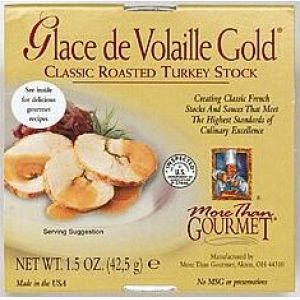 Glace de Volaille Gold®
CLASSIC ROASTED TURKEY STOCK
See inside
for delicious
gourmet
recipes
Creating Classic French
Stocks And Sauces That Meet
The Highest Standards of
Culinary Excellence
INSPECTED
U.S.
Serving Suggestion
More Than
GOURMET
NET WT. 1.5 OZ. (42,5 g) e
Manufactured by
More Than Gourmet, Akron, OH 44310
Made in the USA
No MSG or preservatives